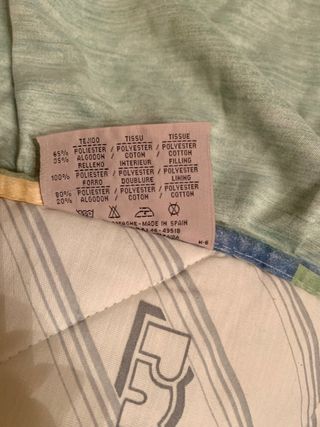 TEJIDO TISSU TISSUE
65% POLIESTER / POLYESTER / POLYESTER
35% ALGODON / COTON / COTTON
RELLENO INTERIEUR FILLING
100% POLIESTER / POLYESTER / POLYESTER
FORRO DOUBLURE LINING
80% POLIESTER / POLYESTER / POLYESTER
20% ALGODON / COTON / COTTON
-MADE IN SPAIN
H-6